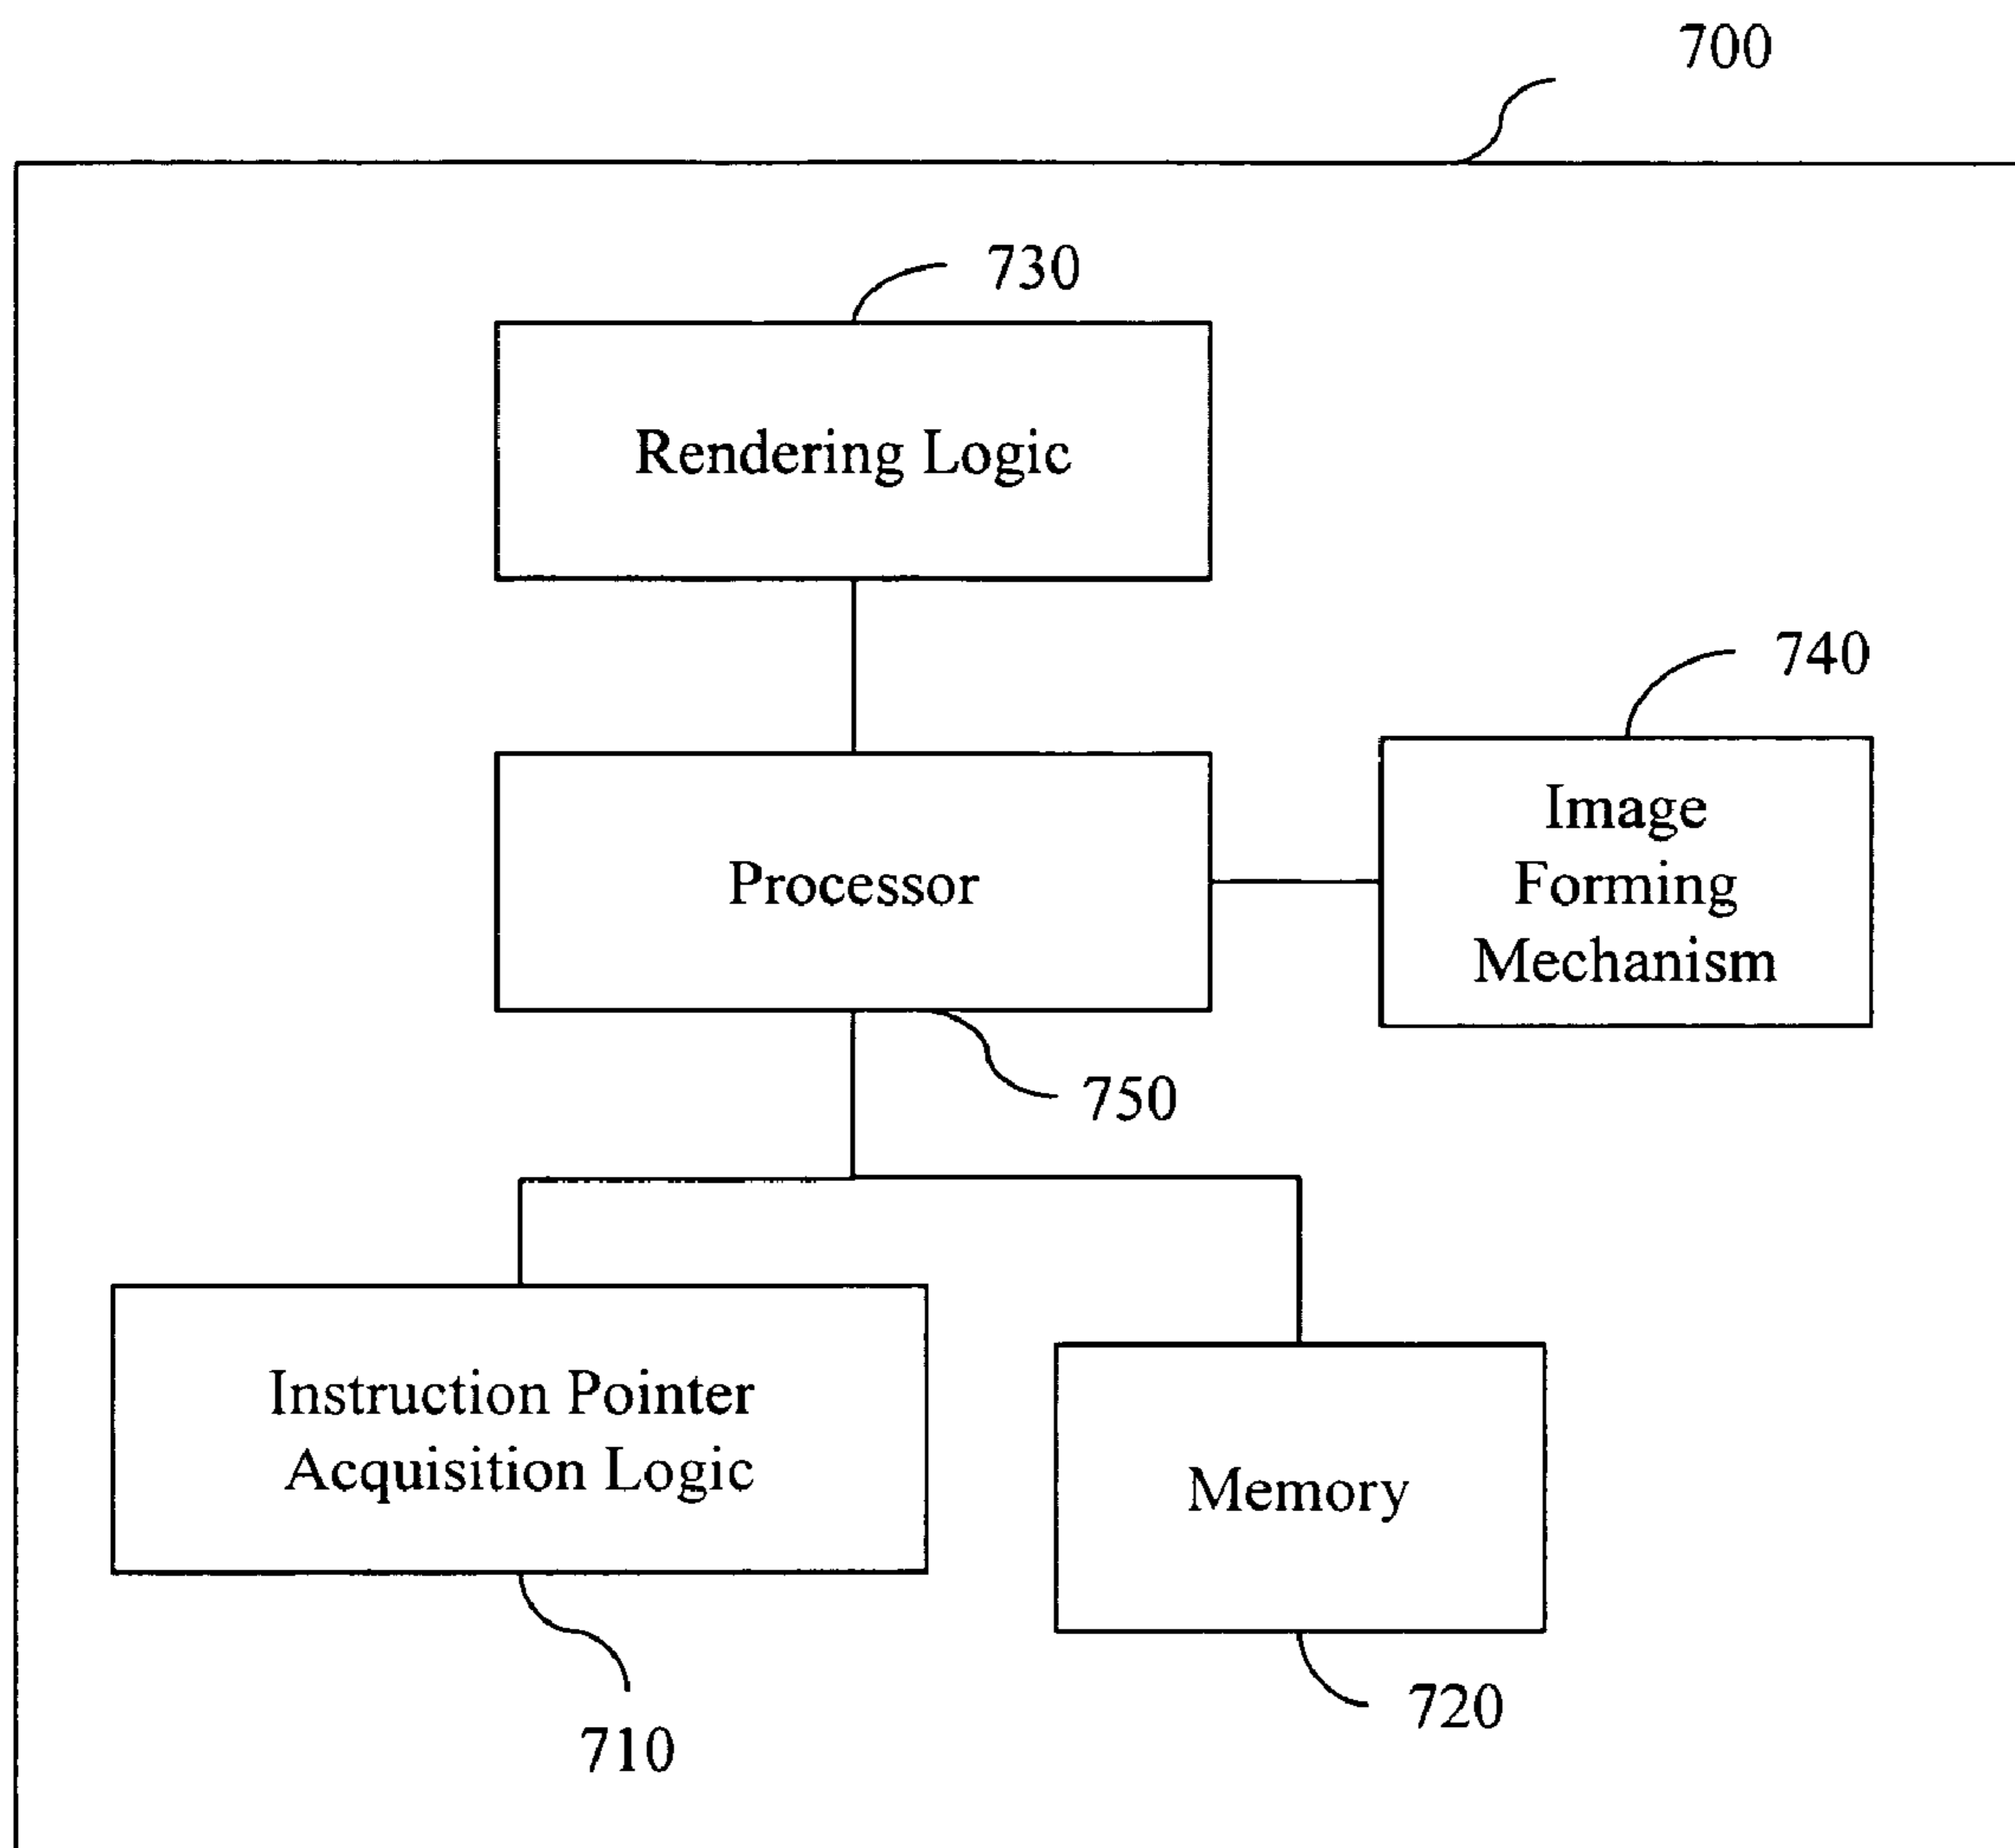 700
730
Rendering Logic
740
Image
Forming
Mechanism
Processor
750
Instruction Pointer
Acquisition Logic
Memory
720
710